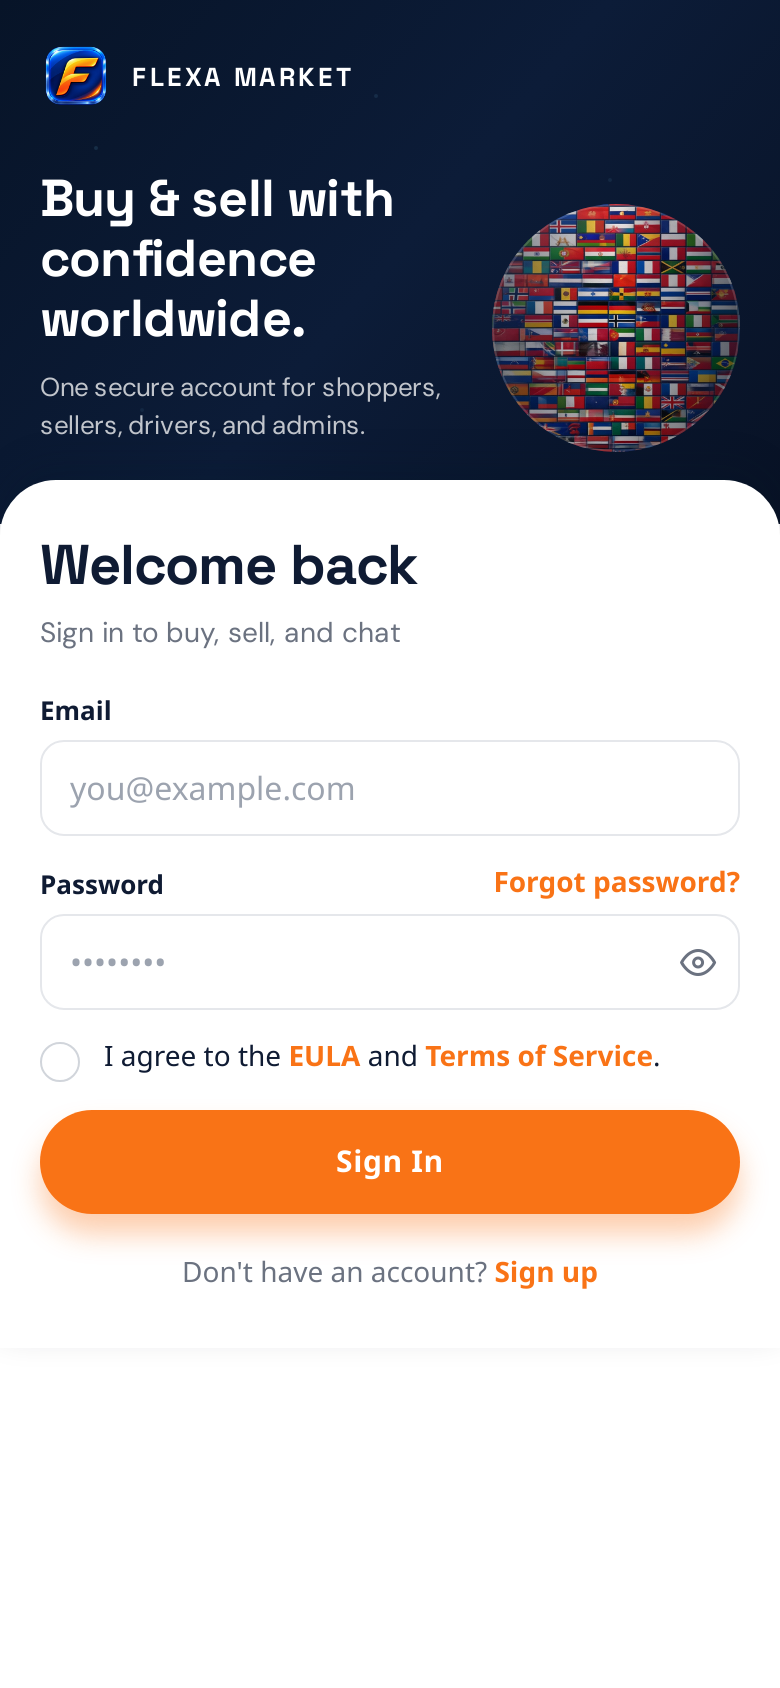 FLEXA MARKET
Buy & sell with
confidence
worldwide.
One secure account for shoppers,
sellers, drivers, and admins.
Welcome back
Sign in to buy, sell, and chat
Email
you@example.com
Password
Forgot password?
••••••••
I agree to the EULA and Terms of Service.
Sign In
Don't have an account? Sign up